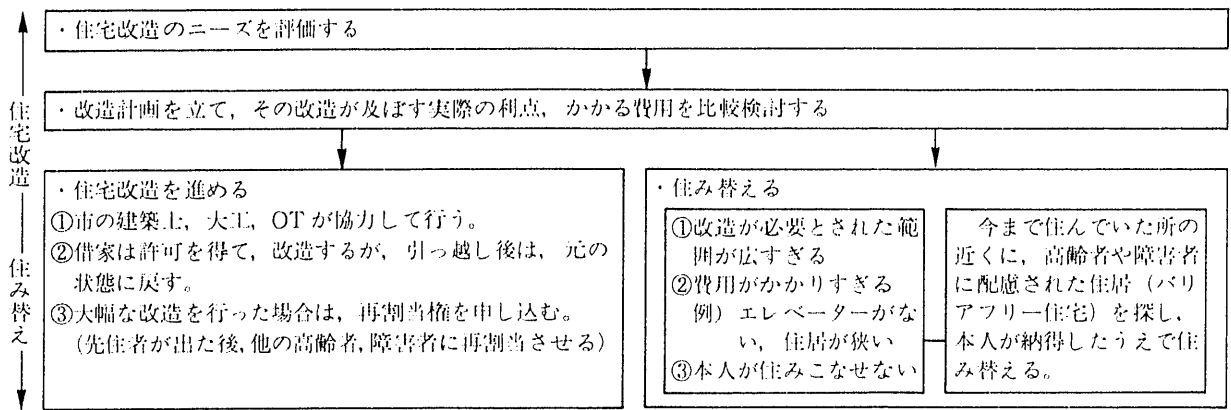 住宅改造
住み替え
・住宅改造のニーズを評価する
・改造計画を立て，その改造が及ぼす実際の利点，かかる費用を比較検討する
・住宅改造を進める
①市の建築士，大工，OTが協力して行う。
②借家は許可を得て，改造するが，引っ越し後は，元の
状態に戻す。
③大幅な改造を行った場合は，再割当権を申し込む。
(先住者が出た後，他の高齢者，障害者に再割当させる)
・住み替える
①改造が必要とされた範
囲が広すぎる
②費用がかかりすぎる
例）エレベーターがな
い，住居が狭い
③本人が住みこなせない
今まで住んでいた所の
近くに，高齢者や障害者
に配慮された住居（バリ
アフリー住宅）を探し，
本人が納得したうえで住
み替える。